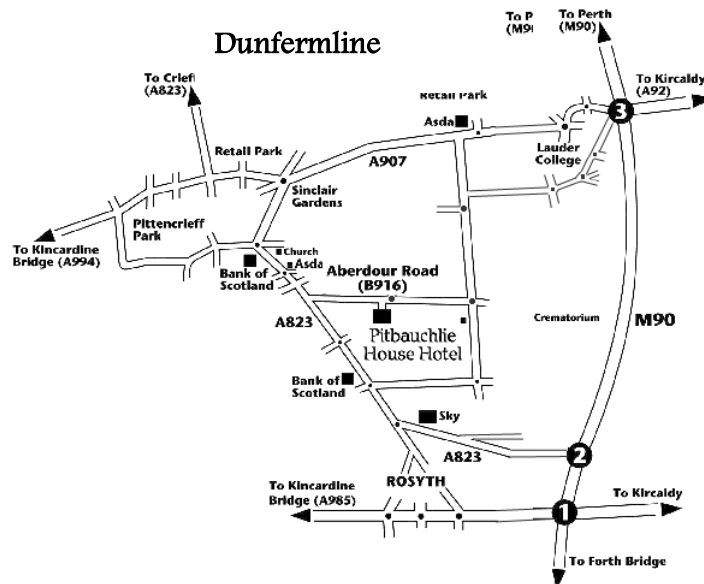 Dunfermline
To Perth
(M90)
To Crieff
(A823)
To Kircaldy
(A92)
3
Retail Park
Asda
Retail Park
A907
Lauder
College
Sinclair
Gardens
Pittencrieff
Park
To Kincardine
Bridge (A994)
Church
Asda
Bank of
Scotland
Aberdour Road
(B916)
A823
Crematorium
M90
Pitbauchlie
House Hotel
Bank of
Scotland
Sky
A823
2
ROSYTH
To Kincardine
Bridge (A985)
To Kircaldy
1
To Forth Bridge